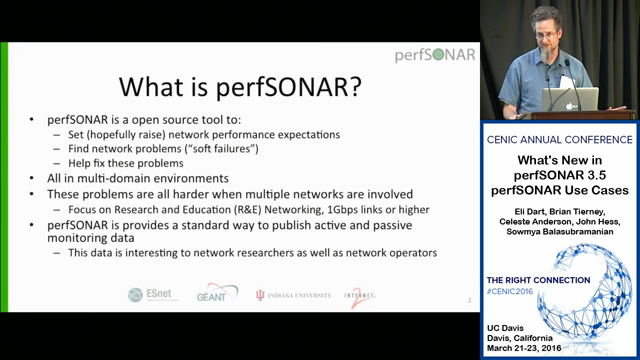 perfSONAR
What is perfSONAR?
• perfSONAR is a open source tool to:
– Set (hopefully raise) network performance expectations
– Find network problems (“soft failures”)
– Help fix these problems
• All in multi-domain environments
• These problems are all harder when multiple networks are involved
– Focus on Research and Education (R&E) Networking, 1Gbps links or higher
• perfSONAR is provides a standard way to publish active and passive
monitoring data
– This data is interesting to network researchers as well as network operators
ESnet
GÉANT
INDIANA UNIVERSITY
INTERNET2
2
CENIC ANNUAL CONFERENCE
What's New in
perfSONAR 3.5
perfSONAR Use Cases
Eli Dart, Brian Tierney,
Celeste Anderson, John Hess,
Sowmya Balasubramanian
THE RIGHT CONNECTION
#CENIC2016
UC Davis
Davis, California
March 21-23, 2016